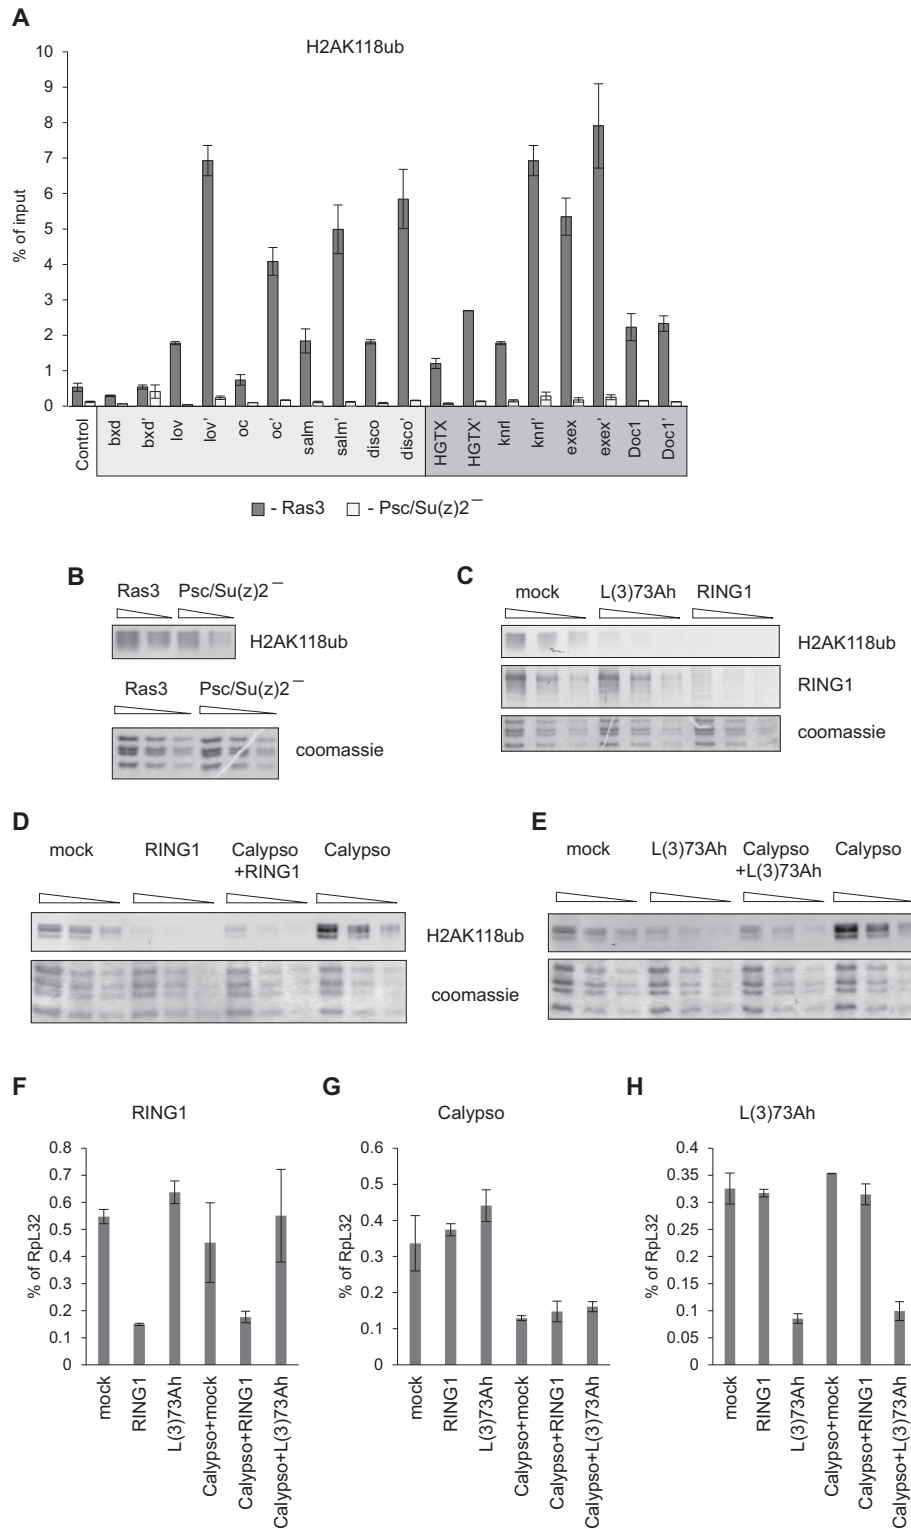 A
H2AK118ub
10
9
8
7
6
5
4
3
2
1
0
% of input
Control
bxd
bxd’
lov
lov’
oc
oc’
salm
salm’
disco
disco’
HGTX
HGTX’
knrl
knrl’
exex
exex’
Doc1
Doc1’
- Ras3 - Psc/Su(z)2⁻
B
Ras3 Psc/Su(z)2⁻
H2AK118ub
Ras3 Psc/Su(z)2⁻
coomassie
C
mock L(3)73Ah RING1
H2AK118ub
RING1
coomassie
D
mock RING1 Calypso Calypso
+RING1
H2AK118ub
coomassie
E
mock L(3)73Ah Calypso Calypso
+L(3)73Ah
F
RING1
0.8
0.7
0.6
0.5
0.4
0.3
0.2
0.1
0
% of RpL32
mock
RING1
L(3)73Ah
Calypso+mock
Calypso+RING1
Calypso+L(3)73Ah
G
Calypso
0.6
0.5
0.4
0.3
0.2
0.1
0
% of RpL32
mock
RING1
L(3)73Ah
Calypso+mock
Calypso+RING1
Calypso+L(3)73Ah
H
L(3)73Ah
0.4
0.35
0.3
0.25
0.2
0.15
0.1
0.05
0
% of RpL32
mock
RING1
L(3)73Ah
Calypso+mock
Calypso+RING1
Calypso+L(3)73Ah